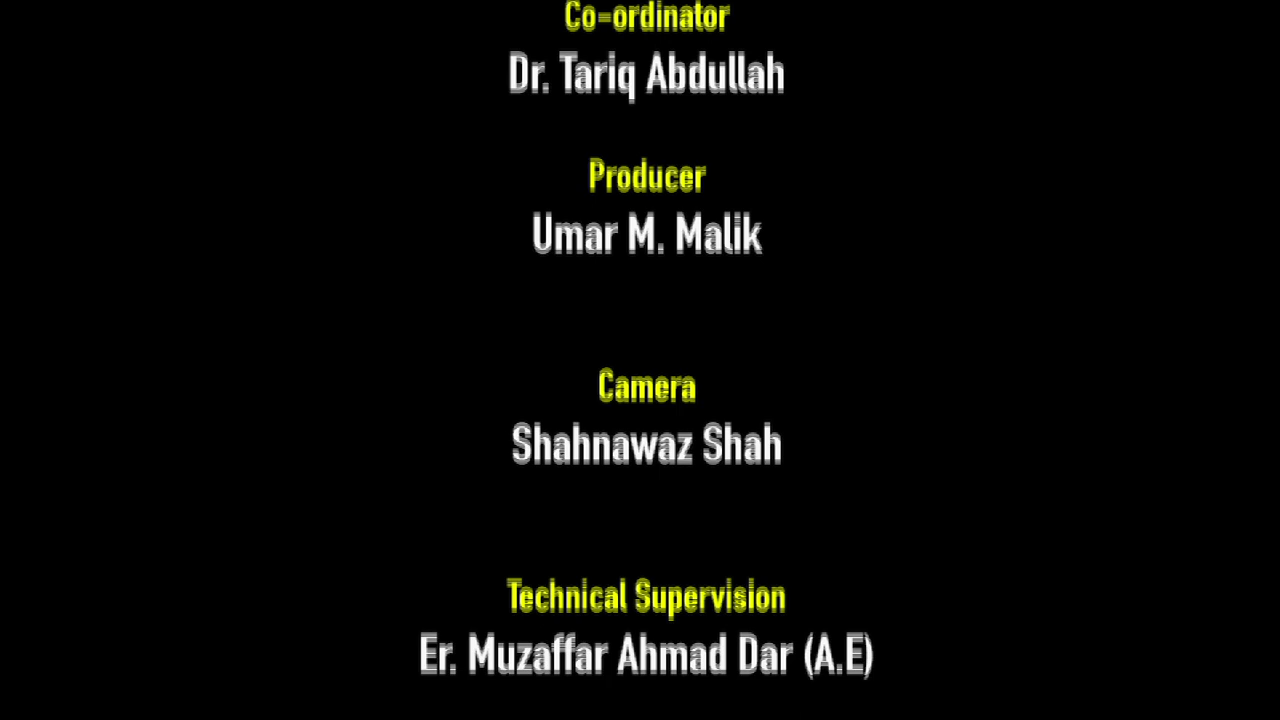 Co-ordinator
Dr. Tariq Abdullah
Producer
Umar M. Malik
Camera
Shahnawaz Shah
Technical Supervision
Er. Muzaffar Ahmad Dar (A.E)